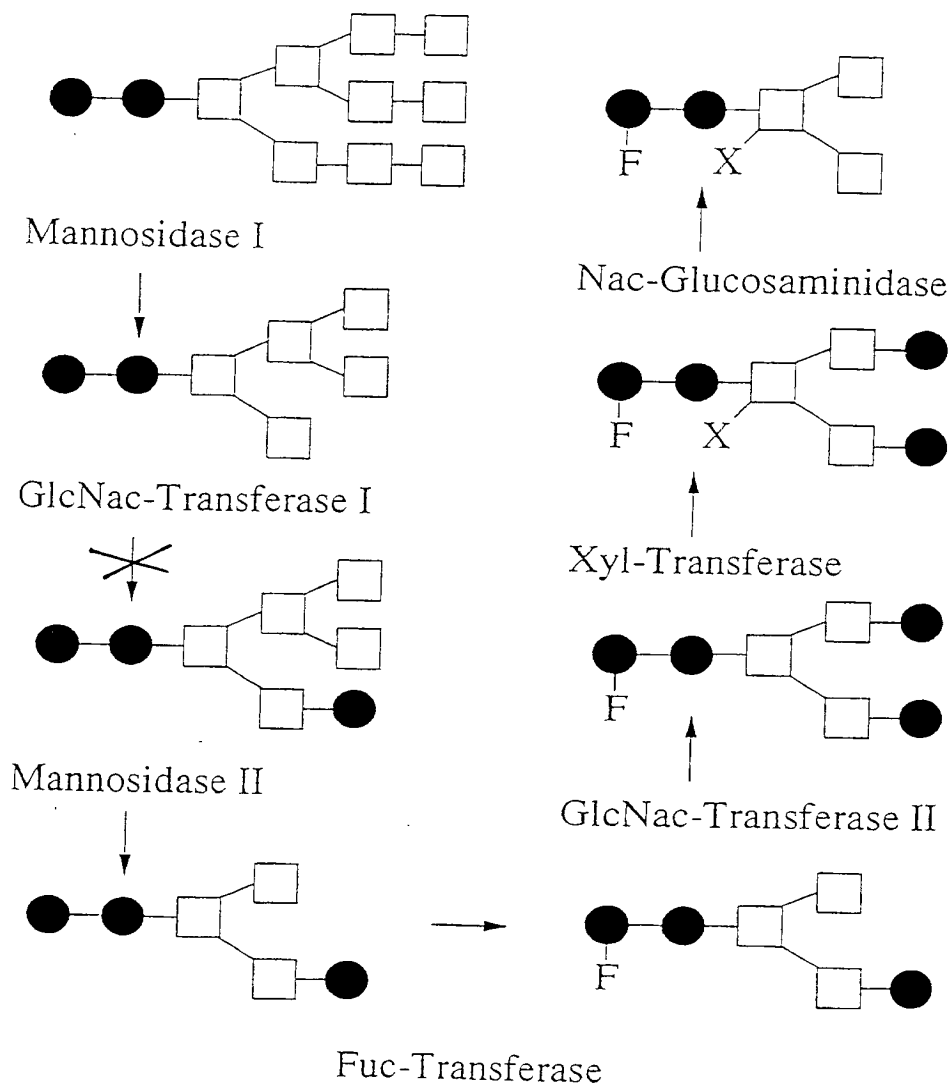 Mannosidase I
GlcNac-Transferase I
Mannosidase II
Fuc-Transferase
F
GlcNac-Transferase II
F
Xyl-Transferase
F X
Nac-Glucosaminidase
F X